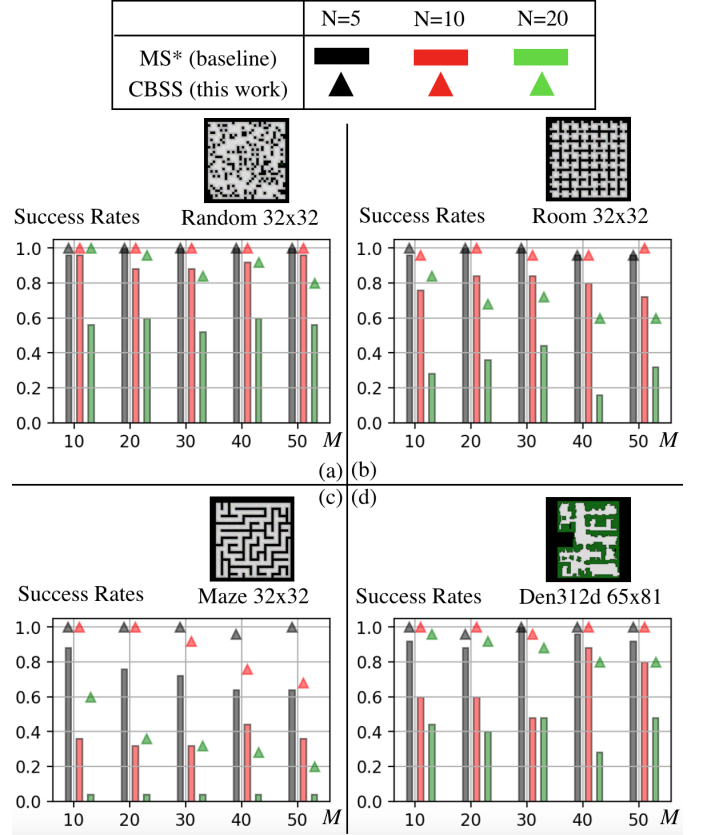 N=5 N=10 N=20
MS* (baseline)
CBSS (this work)
Success Rates Random 32x32
1.0
0.8
0.6
0.4
0.2
0.0
10 20 30 40 50 M
(a)
Success Rates Room 32x32
1.0
0.8
0.6
0.4
0.2
0.0
10 20 30 40 50 M
(b)
(c)
Success Rates Maze 32x32
1.0
0.8
0.6
0.4
0.2
0.0
10 20 30 40 50 M
(d)
Success Rates Den312d 65x81
1.0
0.8
0.6
0.4
0.2
0.0
10 20 30 40 50 M